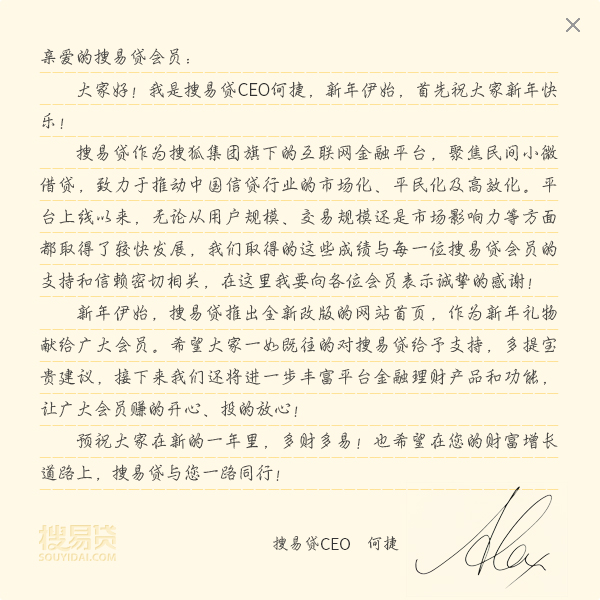 亲爱的搜易贷会员：
大家好！我是搜易贷CEO何捷，新年伊始，首先祝大家新年快
乐！
搜易贷作为搜狐集团旗下的互联网金融平台，聚焦民间小微
借贷，致力于推动中国信贷行业的市场化、平民化及高效化。平
台上线以来，无论从用户规模、交易规模还是市场影响力等方面
都取得了较快发展，我们取得的这些成绩与每一位搜易贷会员的
支持和信赖密切相关，在这里我要向各位会员表示诚挚的感谢！
新年伊始，搜易贷推出全新改版的网站首页，作为新年礼物
献给广大会员。希望大家一如既往的对搜易贷给予支持，多提宝
贵建议，接下来我们还将进一步丰富平台金融理财产品和功能，
让广大会员赚的开心、投的放心！
预祝大家在新的一年里，多财多易！也希望在您的财富增长
道路上，搜易贷与您一路同行！
搜易贷CEO 何捷
Alex
搜易贷
SOUYIDAI.COM